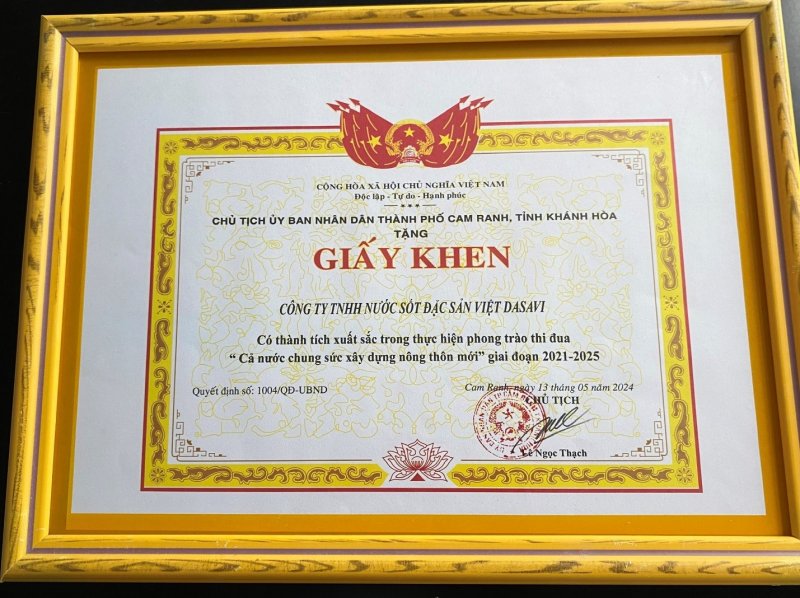 CỘNG HÒA XÃ HỘI CHỦ NGHĨA VIỆT NAM
Độc lập - Tự do - Hạnh phúc
CHỦ TỊCH ỦY BAN NHÂN DÂN THÀNH PHỐ CAM RANH, TỈNH KHÁNH HÒA
TẶNG
GIẤY KHEN
CÔNG TY TNHH NƯỚC SỐT ĐẶC SẢN VIỆT DASAVI
Có thành tích xuất sắc trong thực hiện phong trào thi đua
“ Cả nước chung sức xây dựng nông thôn mới” giai đoạn 2021-2025
Quyết định số: 1004/QĐ-UBND
Cam Ranh, ngày 13 tháng 05 năm 2024
CHỦ TỊCH
Lê Ngọc Thạch